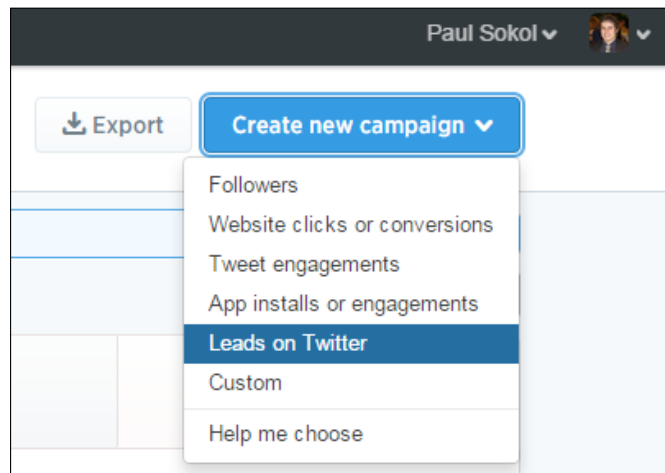 Paul Sokol
Export
Create new campaign
Followers
Website clicks or conversions
Tweet engagements
App installs or engagements
Leads on Twitter
Custom
Help me choose